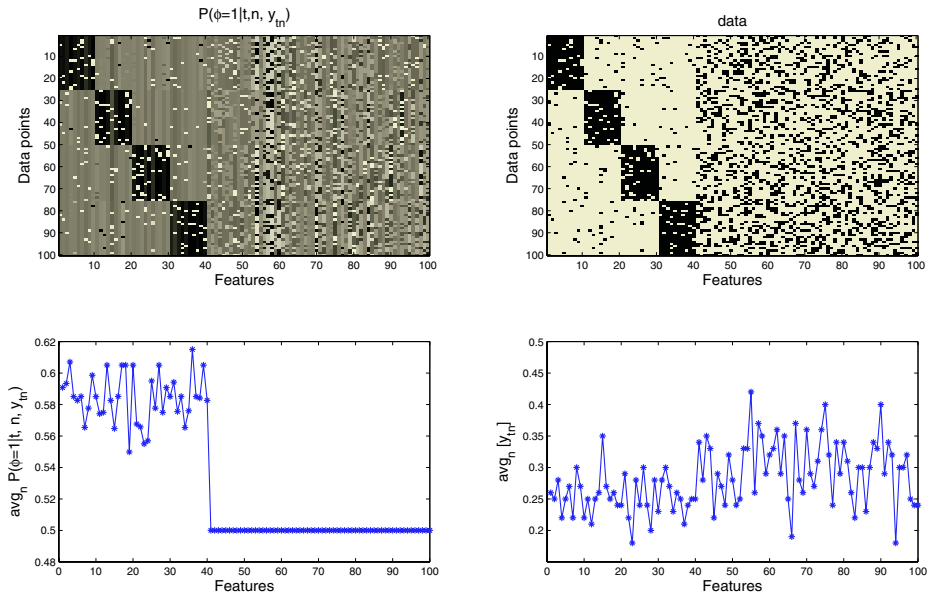 P(ϕ=1|t,n, y_tn)
10
20
30
40
50
60
70
80
90
100
Data points
10 20 30 40 50 60 70 80 90 100
Features
data
10
20
30
40
50
60
70
80
90
100
Data points
10 20 30 40 50 60 70 80 90 100
Features
0.62
0.6
0.58
0.56
0.54
0.52
0.5
0.48
avg_n P(ϕ=1|t, n, y_tn)
0 10 20 30 40 50 60 70 80 90 100
Features
0.5
0.45
0.4
0.35
0.3
0.25
0.2
avg_n [y_tn]
0 10 20 30 40 50 60 70 80 90 100
Features